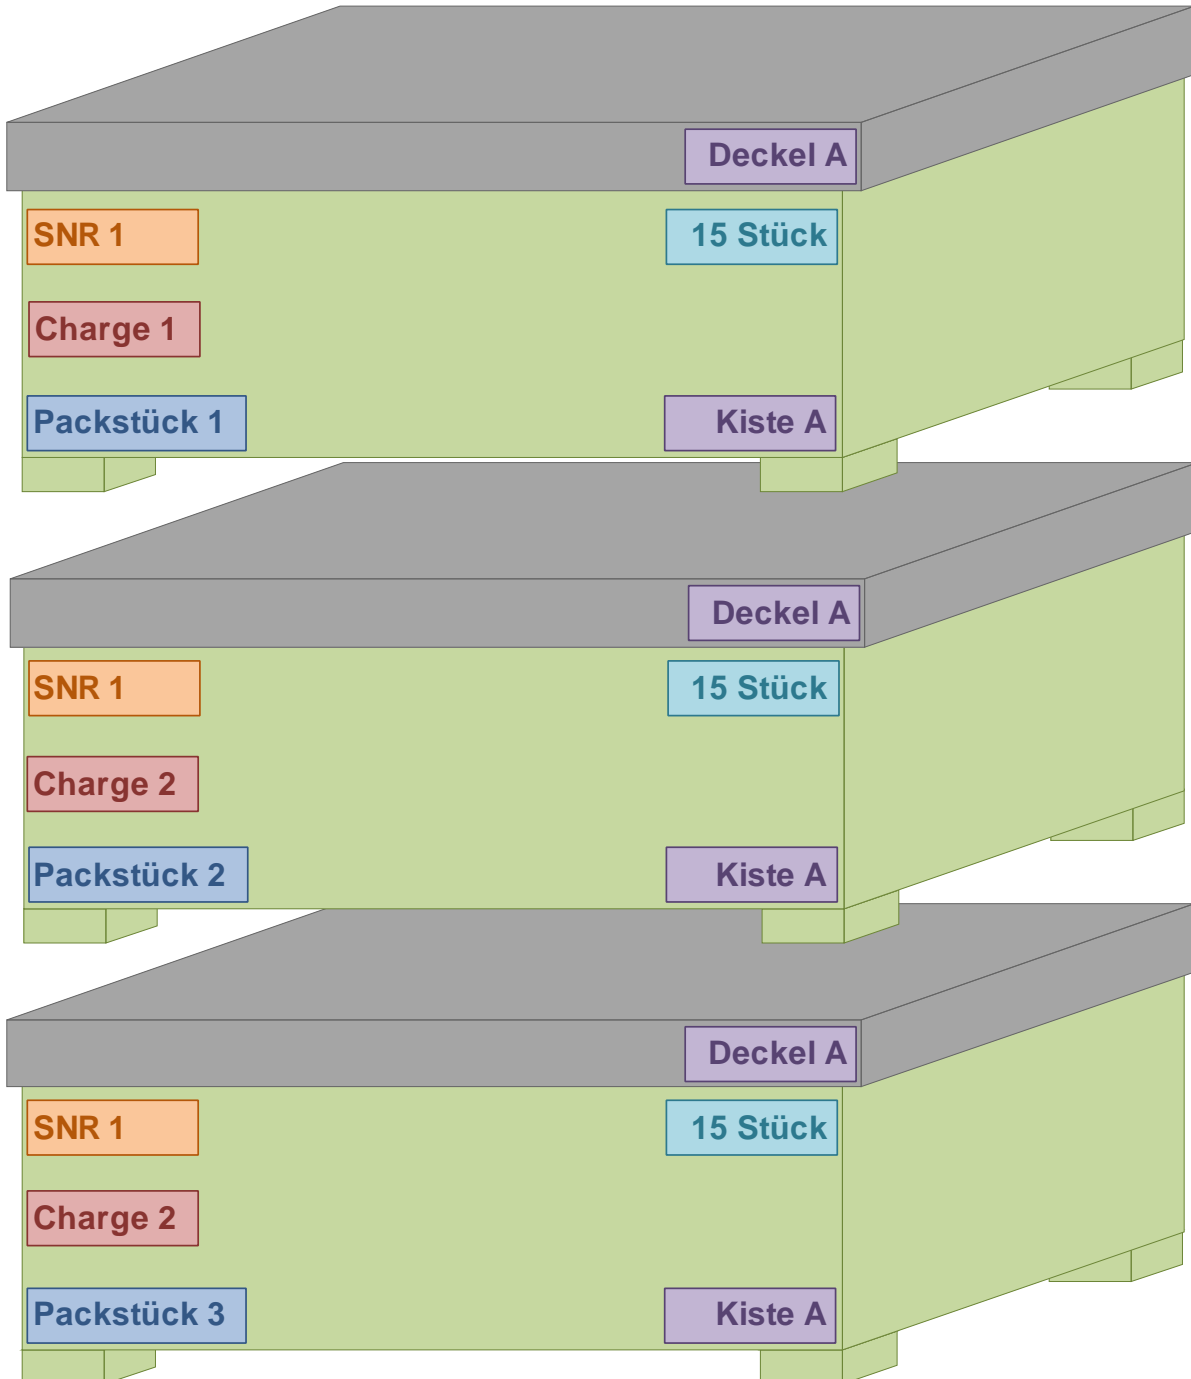 Deckel A
SNR 1
15 Stück
Charge 1
Packstück 1
Kiste A
Deckel A
SNR 1
15 Stück
Charge 2
Packstück 2
Kiste A
Deckel A
SNR 1
15 Stück
Charge 2
Packstück 3
Kiste A